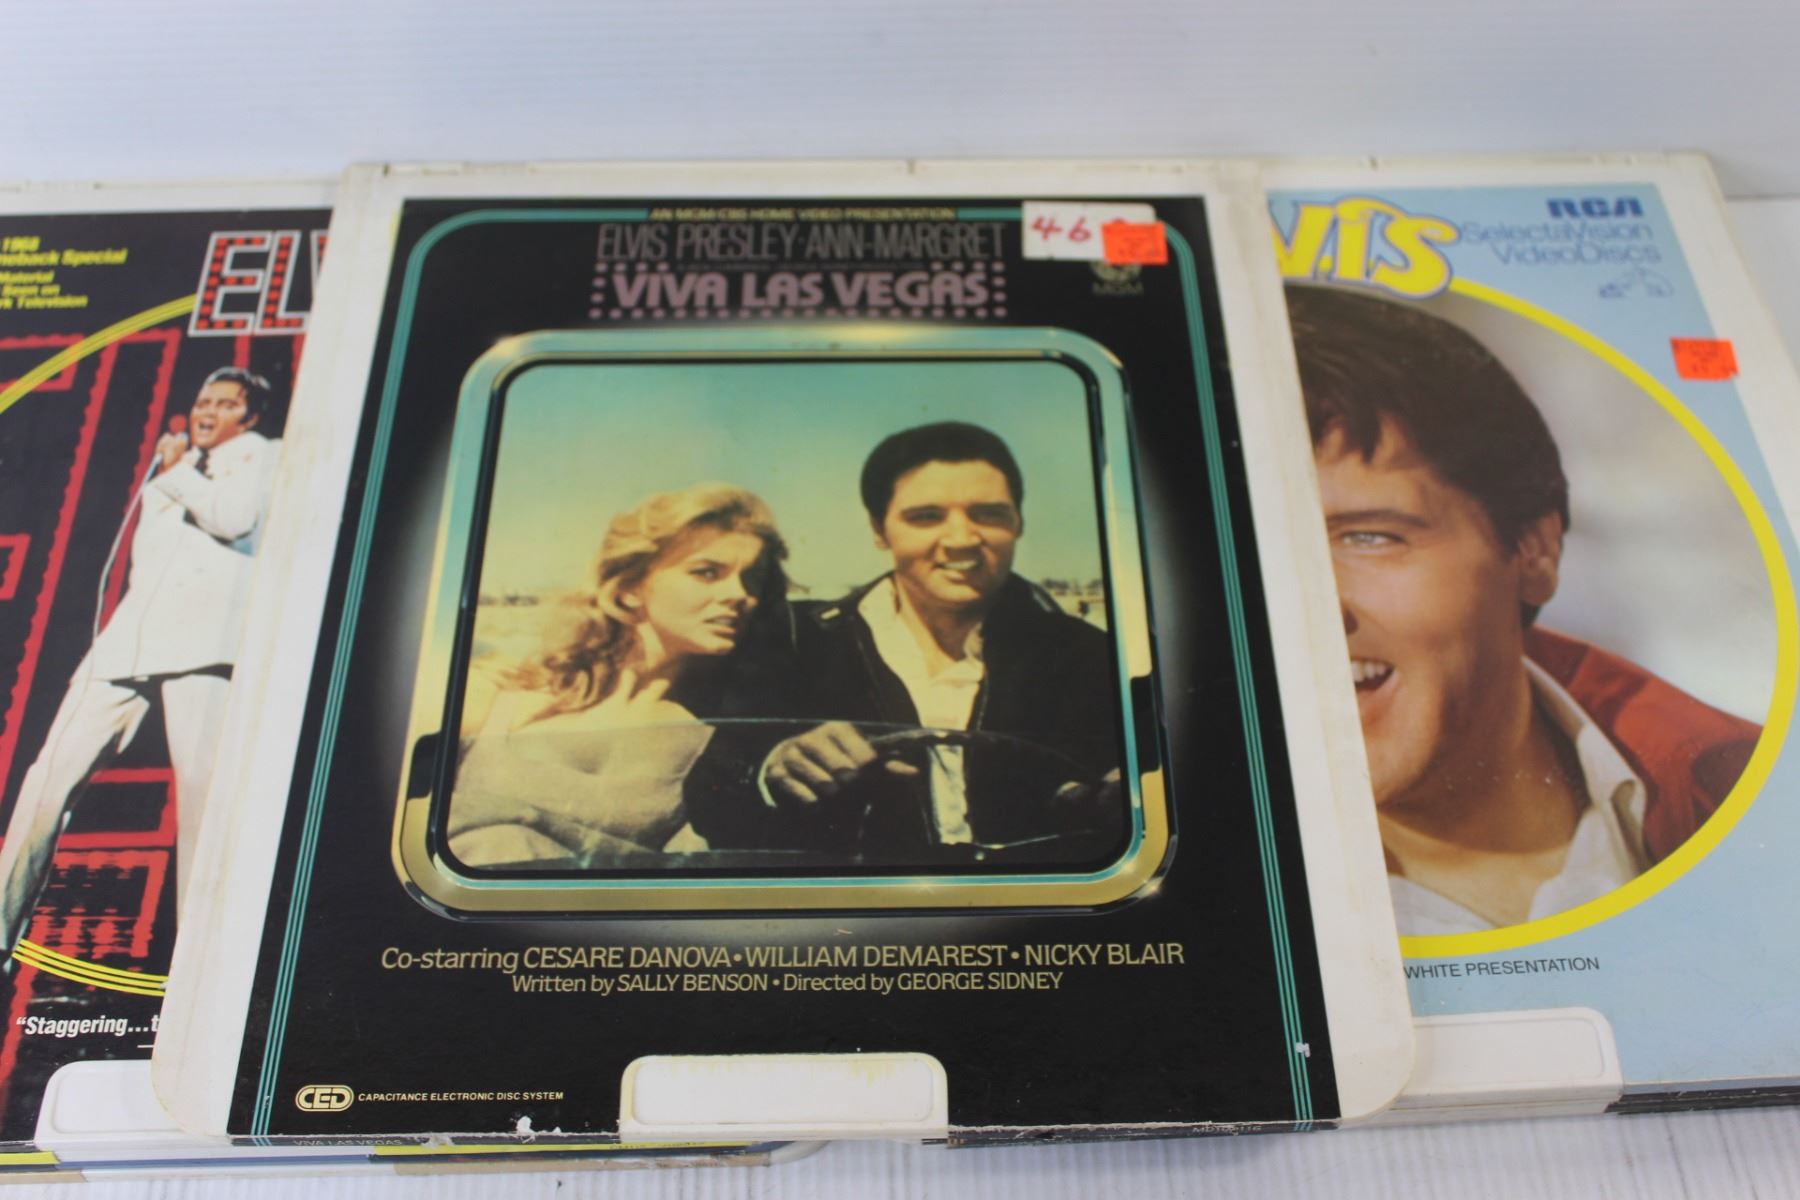 1968
Comeback Special
Material
Seen on
Television
EL
"Staggering...t
AN MGM/CBS HOME VIDEO PRESENTATION
ELVIS PRESLEY·ANN-MARGRET
VIVA LAS VEGAS
46
MGM
Co-starring CESARE DANOVA•WILLIAM DEMAREST•NICKY BLAIR
Written by SALLY BENSON•Directed by GEORGE SIDNEY
CED CAPACITANCE ELECTRONIC DISC SYSTEM
VIVA LAS VEGAS
ViS
RCA
SelectaVision
VideoDiscs
WHITE PRESENTATION